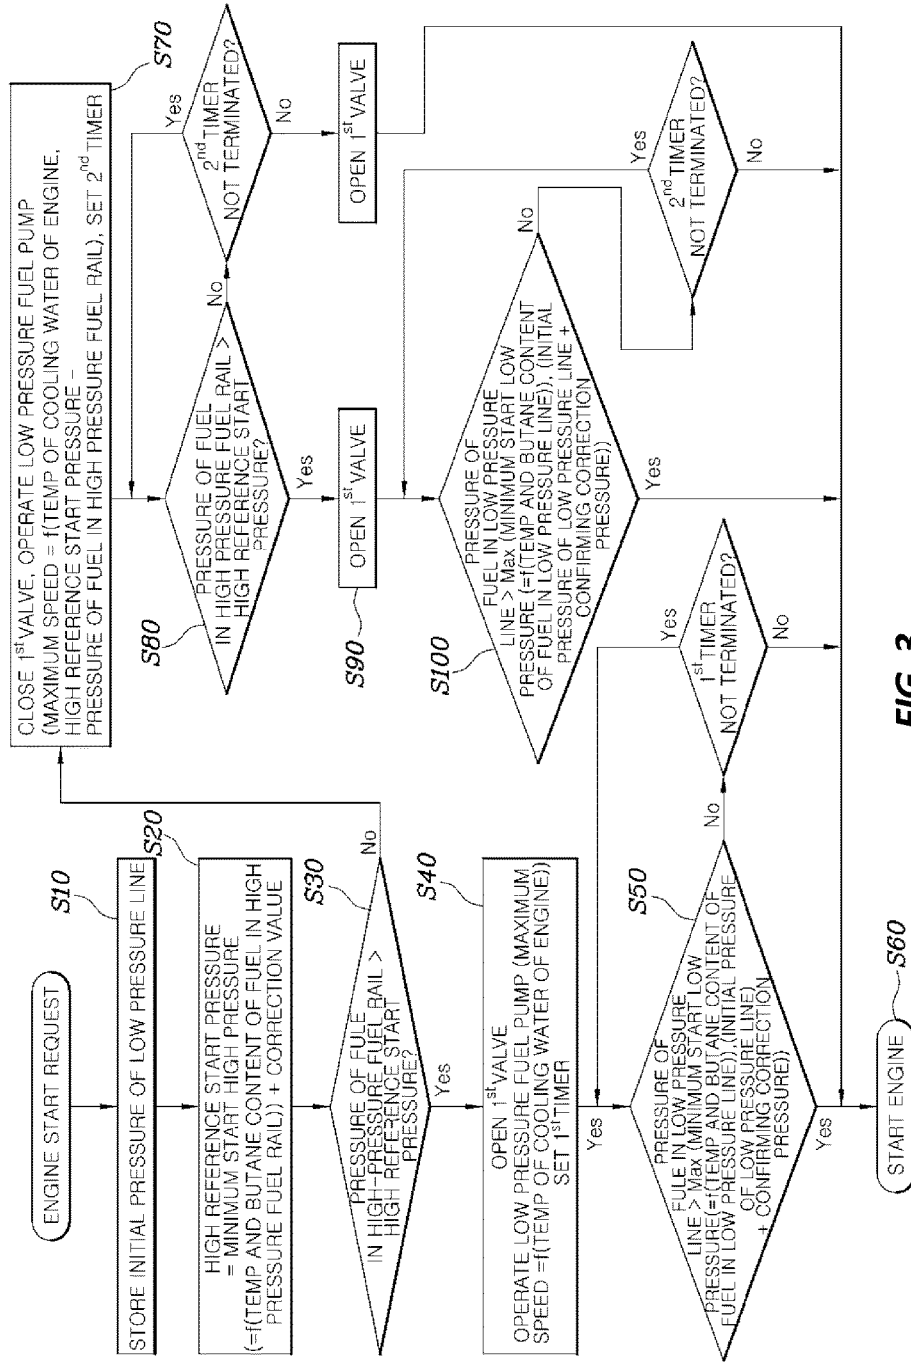 ENGINE START REQUEST
S10
STORE INITIAL PRESSURE OF LOW PRESSURE LINE
S20
HIGH REFERENCE START PRESSURE
= MINIMUM START HIGH PRESSURE
(=f(TEMP AND BUTANE CONTENT OF FUEL IN HIGH
PRESSURE FUEL RAIL)) + CORRECTION VALUE
S30
PRESSURE OF FULE
IN HIGH-PRESSURE FUEL RAIL >
HIGH REFERENCE START
PRESSURE?
No
Yes
S40
OPEN 1st VALVE
OPERATE LOW PRESSURE FUEL PUMP (MAXIMUM
SPEED =f(TEMP OF COOLING WATER OF ENGINE))
SET 1st TIMER
Yes
S50
PRESSURE OF
FULE IN LOW PRESSURE
LINE > Max (MINIMUM START LOW
PRESSURE(=f(TEMP AND BUTANE CONTENT OF
FUEL IN LOW PRESSURE LINE)),(INITIAL PRESSURE
OF LOW PRESSURE LINE)
+ CONFIRMING CORRECTION
PRESSURE))
No
Yes
1st TIMER
NOT TERMINATED?
Yes
No
START ENGINE
S60
CLOSE 1st VALVE, OPERATE LOW PRESSURE FUEL PUMP
(MAXIMUM SPEED = f(TEMP OF COOLING WATER OF ENGINE,
HIGH REFERENCE START PRESSURE –
PRESSURE OF FUEL IN HIGH PRESSURE FUEL RAIL), SET 2nd TIMER
S70
S80
PRESSURE OF FUEL
IN HIGH PRESSURE FUEL RAIL >
HIGH REFERENCE START
PRESSURE?
No
Yes
2nd TIMER
NOT TERMINATED?
Yes
No
OPEN 1st VALVE
S90
OPEN 1st VALVE
S100
PRESSURE OF
FUEL IN LOW PRESSURE
LINE > Max (MINIMUM START LOW
PRESSURE (=f(TEMP AND BUTANE CONTENT
OF FUEL IN LOW PRESSURE LINE)), (INITIAL
PRESSURE OF LOW PRESSURE LINE +
CONFIRMING CORRECTION
PRESSURE))
No
Yes
2nd TIMER
NOT TERMINATED?
Yes
No